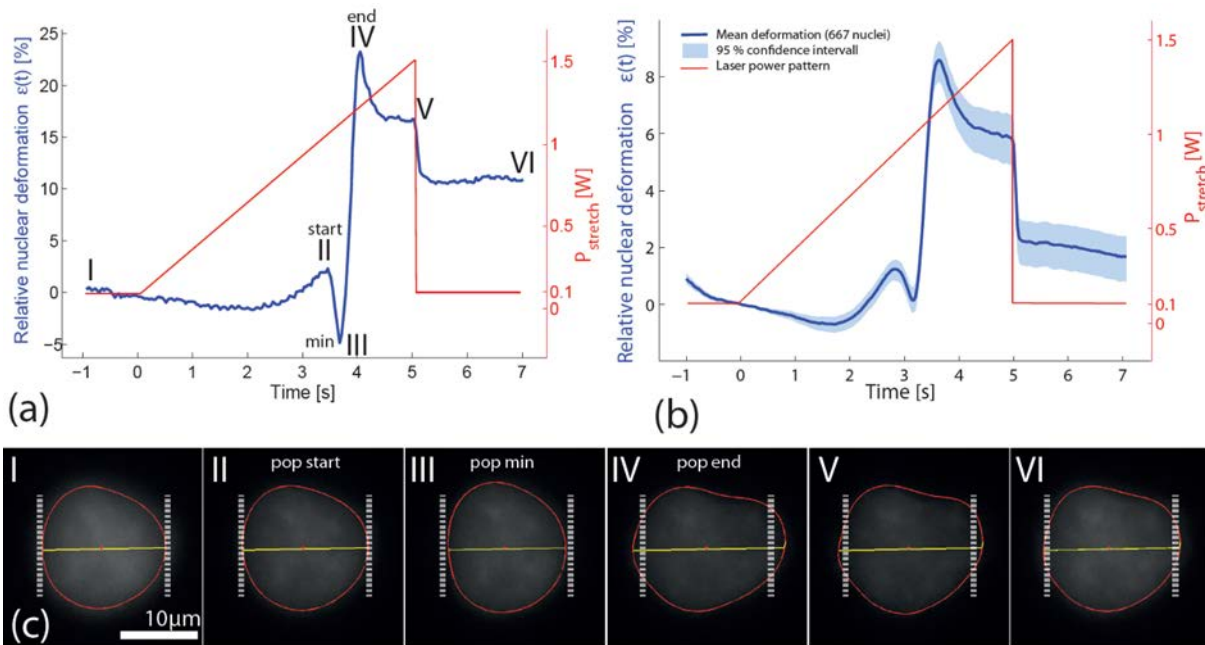 Relative nuclear deformation ε(t) [%]
25
20
15
10
5
0
−5
I
start
II
min
III
end
IV
V
VI
1.5
1
0.5
0.1
0
P stretch [W]
−1 0 1 2 3 4 5 6 7
Time [s]
(a)
Relative nuclear deformation ε(t) [%]
8
6
4
2
0
Mean deformation (667 nuclei)
95 % confidence intervall
Laser power pattern
1.5
1
0.5
0.1
0
P stretch [W]
−1 0 1 2 3 4 5 6 7
Time [s]
(b)
I
II pop start
III pop min
IV pop end
V
VI
(c)
10μm